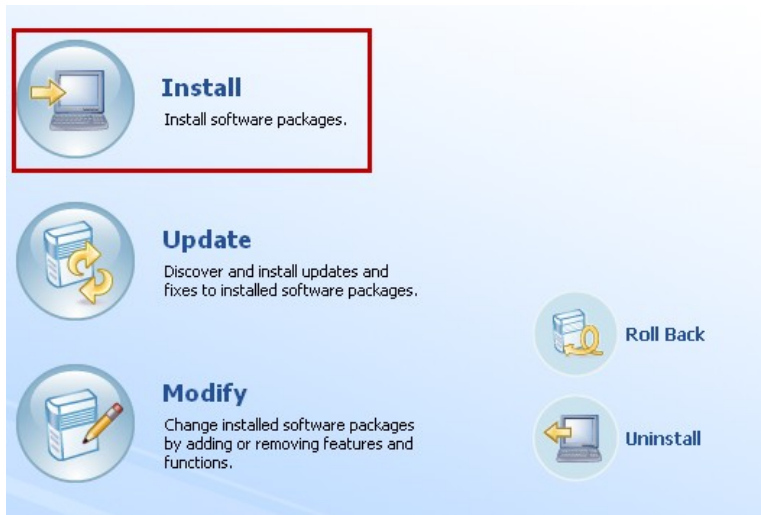 Install
Install software packages.
Update
Discover and install updates and
fixes to installed software packages.
Modify
Change installed software packages
by adding or removing features and
functions.
Roll Back
Uninstall